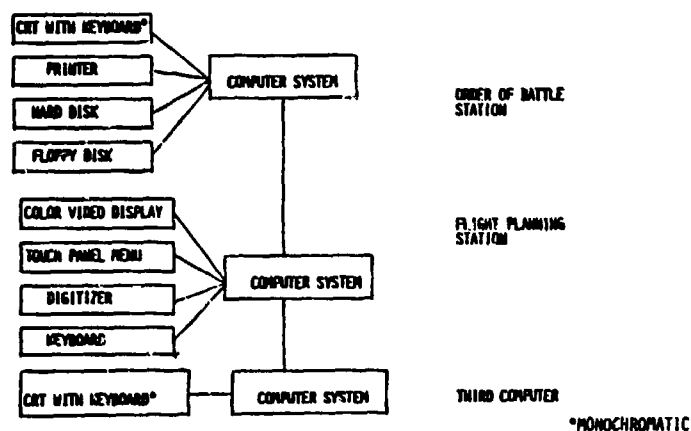 CRT WITH KEYBOARD*
PRINTER
HARD DISK
FLOPPY DISK
COMPUTER SYSTEM
ORDER OF BATTLE
STATION
COLOR VIDEO DISPLAY
TOUCH PANEL MENU
DIGITIZER
KEYBOARD
COMPUTER SYSTEM
FLIGHT PLANNING
STATION
CRT WITH KEYBOARD*
COMPUTER SYSTEM
THIRD COMPUTER
*MONOCHROMATIC